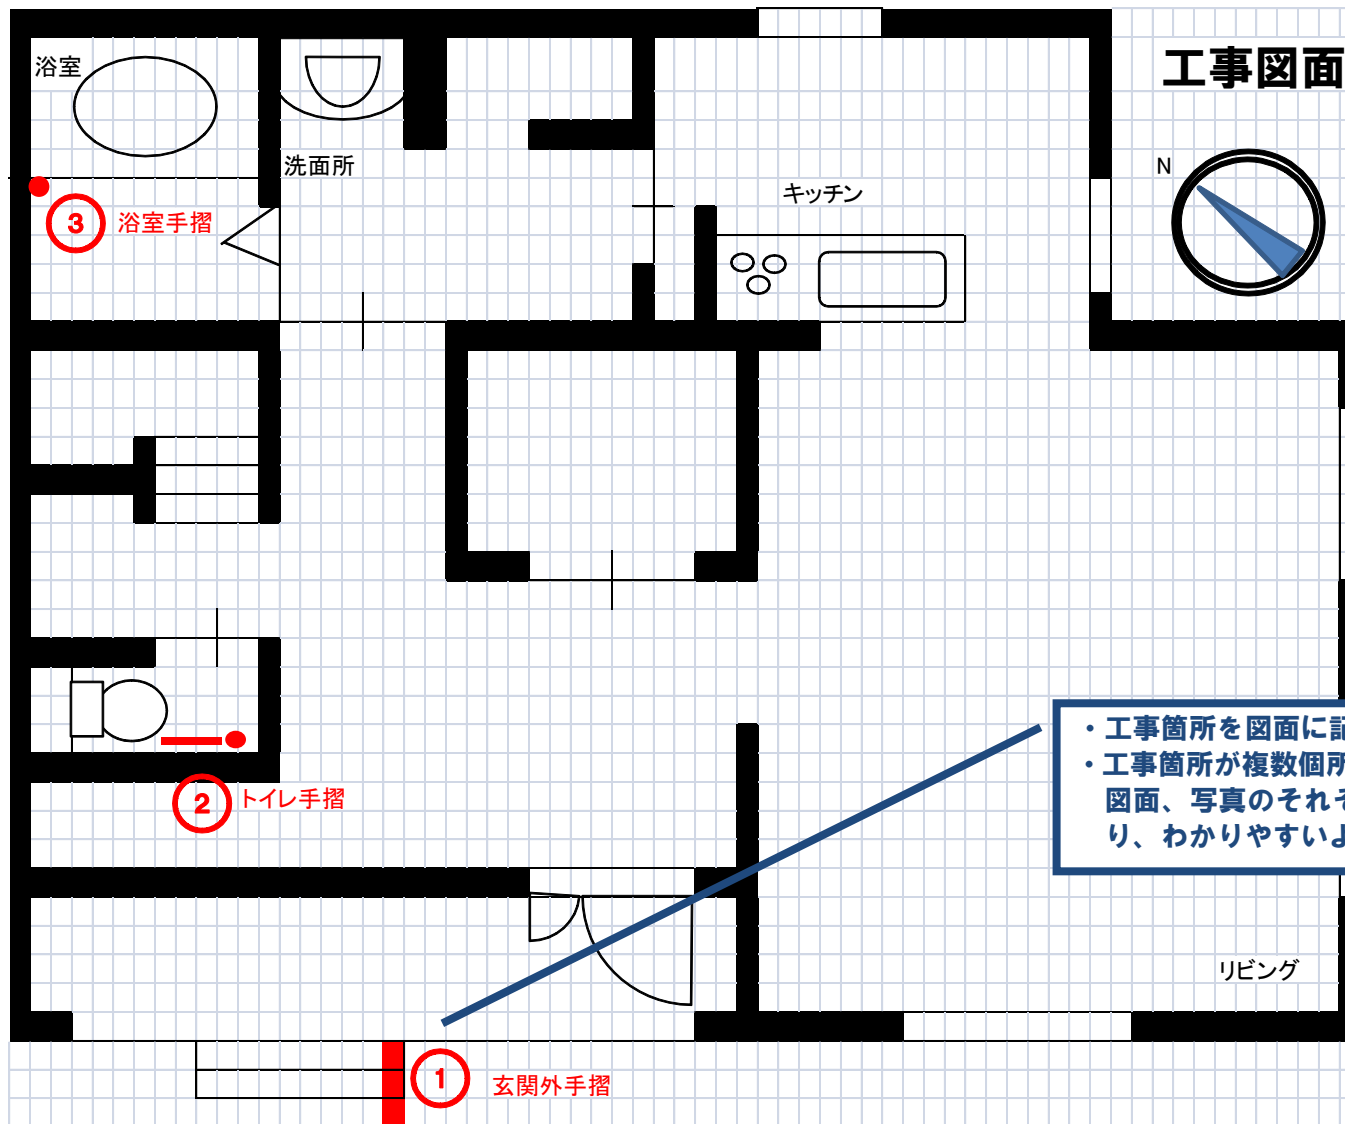 浴室
工事図面
洗面所
N
キッチン
3 浴室手摺
・工事箇所を図面に
・工事箇所が複数個所
図面、写真のそれぞ
り、わかりやすいよ
2 トイレ手摺
リビング
1 玄関外手摺